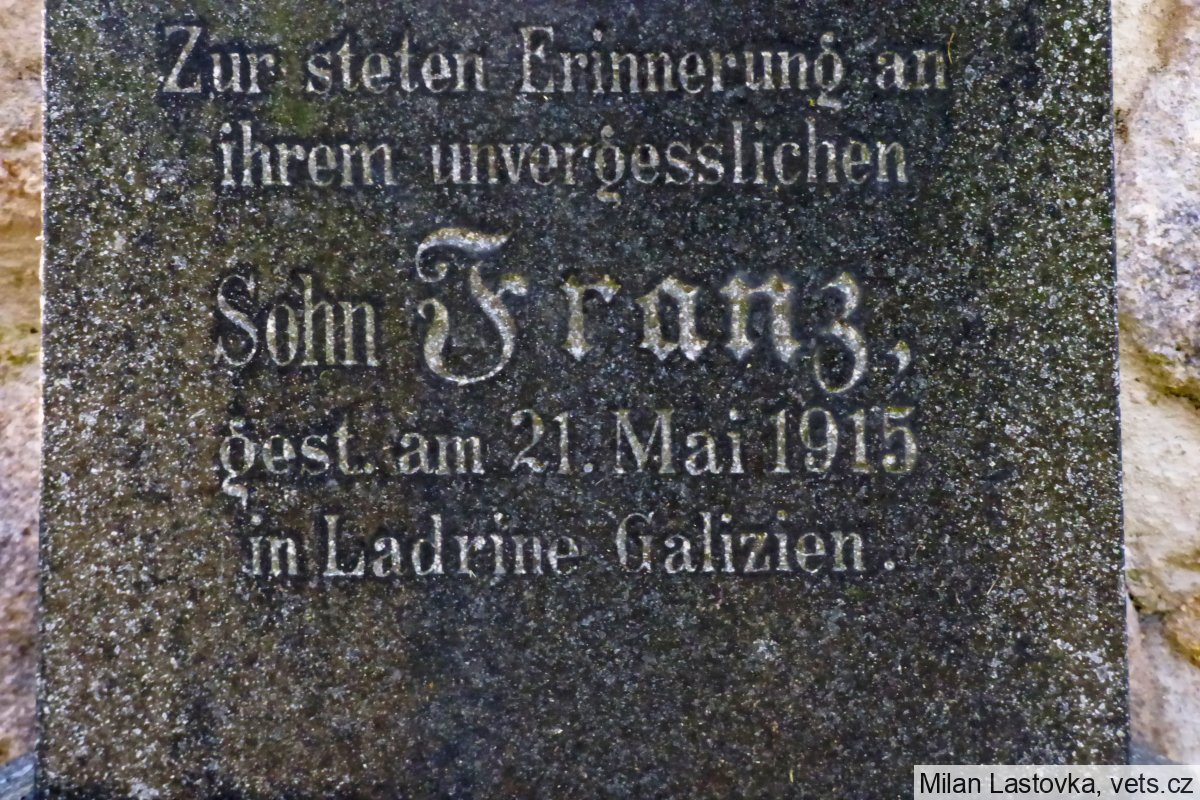 Zur steten Erinnerung an
ihrem unvergesslichen
Sohn Franz,
gest. am 21. Mai 1915
in Ladrine Galizien.
Milan Lastovka, vets.cz